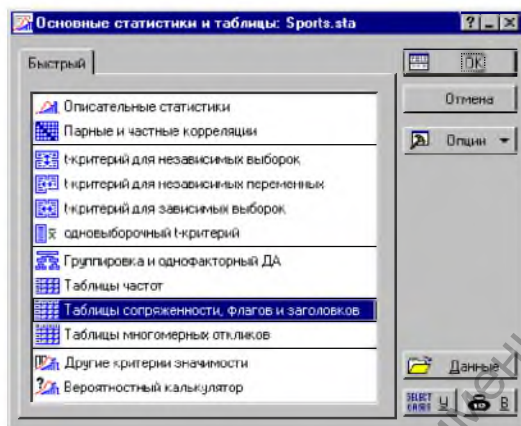 Основные статистики и таблицы: Sports.sta
Быстрый
OK
Отмена
Опции
Описательные статистики
Парные и частные корреляции
t-критерий для независимых выборок
t-критерий для независимых переменных
t-критерий для зависимых выборок
одновыборочный t-критерий
Группировка и однофакторный ДА
Таблицы частот
Таблицы сопряженности, флагов и заголовков
Таблицы многомерных откликов
Другие критерии значимости
Вероятностный калькулятор
Данные
SELECT CASES У В